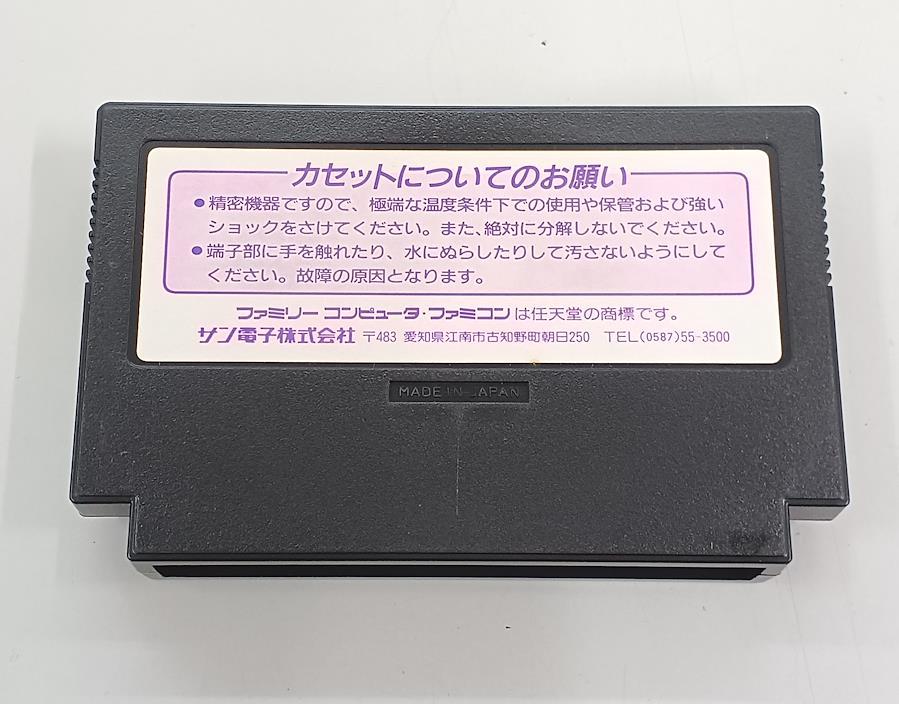 カセットについてのお願い
●精密機器ですので、極端な温度条件下での使用や保管および強い
ショックをさけてください。また、絶対に分解しないでください。
●端子部に手を触れたり、水にぬらしたりして汚さないようにして
ください。故障の原因となります。
ファミリー コンピュータ・ファミコンは任天堂の商標です。
サン電子株式会社 〒483 愛知県江南市古知野町朝日250 TEL(0587)55-3500
MADE IN JAPAN